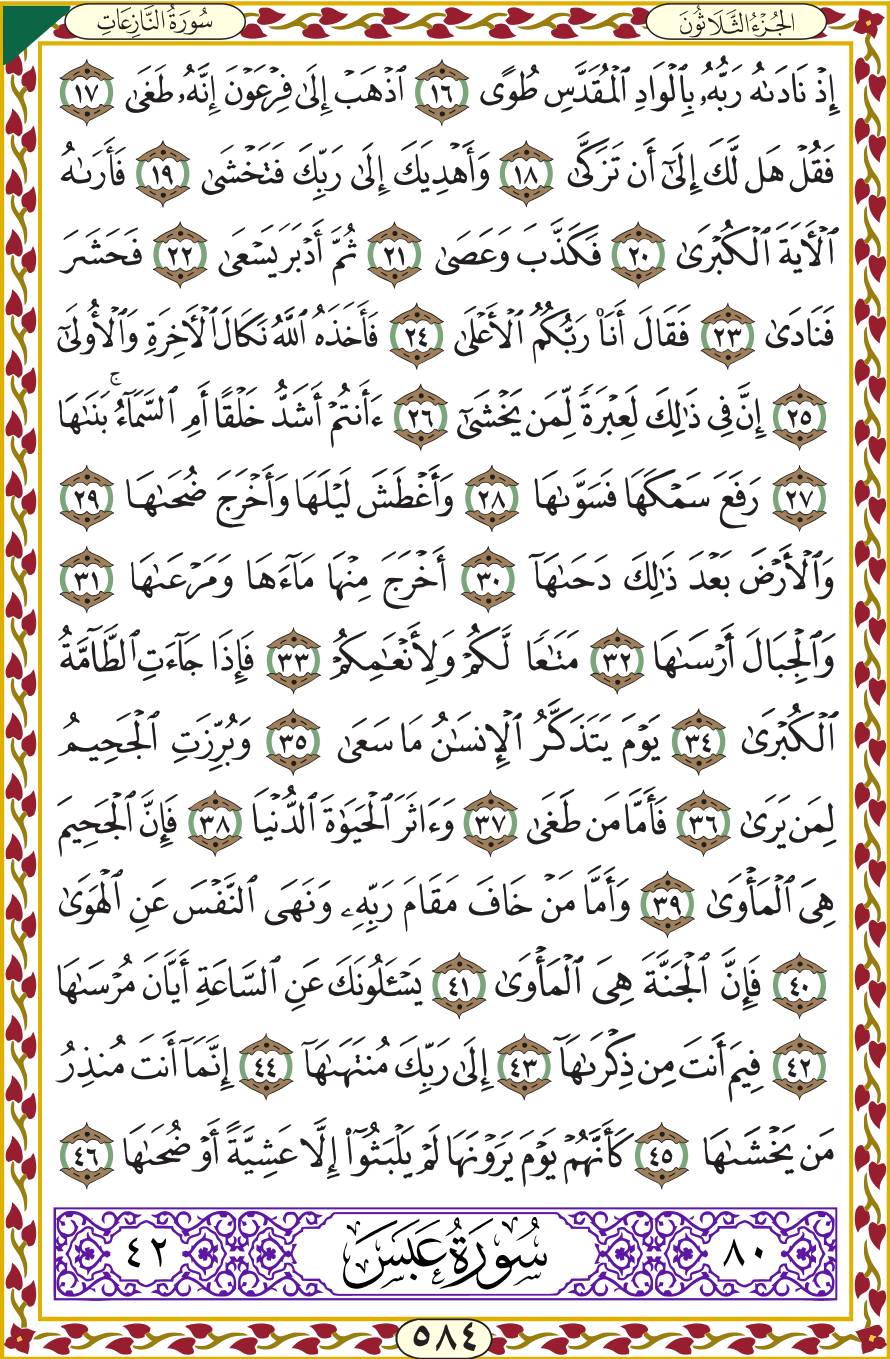 الجُزْءُ الثَّلَاثُونَ
سُورَةُ النَّازِعَاتِ
إِذْ نَادَىٰهُ رَبُّهُۥ بِٱلْوَادِ ٱلْمُقَدَّسِ طُوًى ١٦ ٱذْهَبْ إِلَىٰ فِرْعَوْنَ إِنَّهُۥ طَغَىٰ ١٧
فَقُلْ هَل لَّكَ إِلَىٰٓ أَن تَزَكَّىٰ ١٨ وَأَهْدِيَكَ إِلَىٰ رَبِّكَ فَتَخْشَىٰ ١٩ فَأَرَىٰهُ
ٱلْأَيَةَ ٱلْكُبْرَىٰ ٢٠ فَكَذَّبَ وَعَصَىٰ ٢١ ثُمَّ أَدْبَرَ يَسْعَىٰ ٢٢ فَحَشَرَ
فَنَادَىٰ ٢٣ فَقَالَ أَنَا۠ رَبُّكُمُ ٱلْأَعْلَىٰ ٢٤ فَأَخَذَهُ ٱللَّهُ نَكَالَ ٱلْأَخِرَةِ وَٱلْأُولَىٰٓ
٢٥ إِنَّ فِى ذَٰلِكَ لَعِبْرَةً لِّمَن يَخْشَىٰٓ ٢٦ ءَأَنتُمْ أَشَدُّ خَلْقًا أَمِ ٱلسَّمَآءُ ۚ بَنَىٰهَا
٢٧ رَفَعَ سَمْكَهَا فَسَوَّىٰهَا ٢٨ وَأَغْطَشَ لَيْلَهَا وَأَخْرَجَ ضُحَىٰهَا ٢٩
وَٱلْأَرْضَ بَعْدَ ذَٰلِكَ دَحَىٰهَآ ٣٠ أَخْرَجَ مِنْهَا مَآءَهَا وَمَرْعَىٰهَا ٣١
وَٱلْجِبَالَ أَرْسَىٰهَا ٣٢ مَتَٰعًا لَّكُمْ وَلِأَنْعَٰمِكُمْ ٣٣ فَإِذَا جَآءَتِ ٱلطَّآمَّةُ
ٱلْكُبْرَىٰ ٣٤ يَوْمَ يَتَذَكَّرُ ٱلْإِنسَٰنُ مَا سَعَىٰ ٣٥ وَبُرِّزَتِ ٱلْجَحِيمُ
لِمَن يَرَىٰ ٣٦ فَأَمَّا مَن طَغَىٰ ٣٧ وَءَاثَرَ ٱلْحَيَوٰةَ ٱلدُّنْيَا ٣٨ فَإِنَّ ٱلْجَحِيمَ
هِىَ ٱلْمَأْوَىٰ ٣٩ وَأَمَّا مَنْ خَافَ مَقَامَ رَبِّهِۦ وَنَهَى ٱلنَّفْسَ عَنِ ٱلْهَوَىٰ
٤٠ فَإِنَّ ٱلْجَنَّةَ هِىَ ٱلْمَأْوَىٰ ٤١ يَسْـَٔلُونَكَ عَنِ ٱلسَّاعَةِ أَيَّانَ مُرْسَىٰهَا
٤٢ فِيمَ أَنتَ مِن ذِكْرَىٰهَآ ٤٣ إِلَىٰ رَبِّكَ مُنتَهَىٰهَآ ٤٤ إِنَّمَآ أَنتَ مُنذِرُ
مَن يَخْشَىٰهَا ٤٥ كَأَنَّهُمْ يَوْمَ يَرَوْنَهَا لَمْ يَلْبَثُوٓا۟ إِلَّا عَشِيَّةً أَوْ ضُحَىٰهَا ٤٦
٨٠ سُورَةُ عَبَسَ ٤٢
٥٨٤